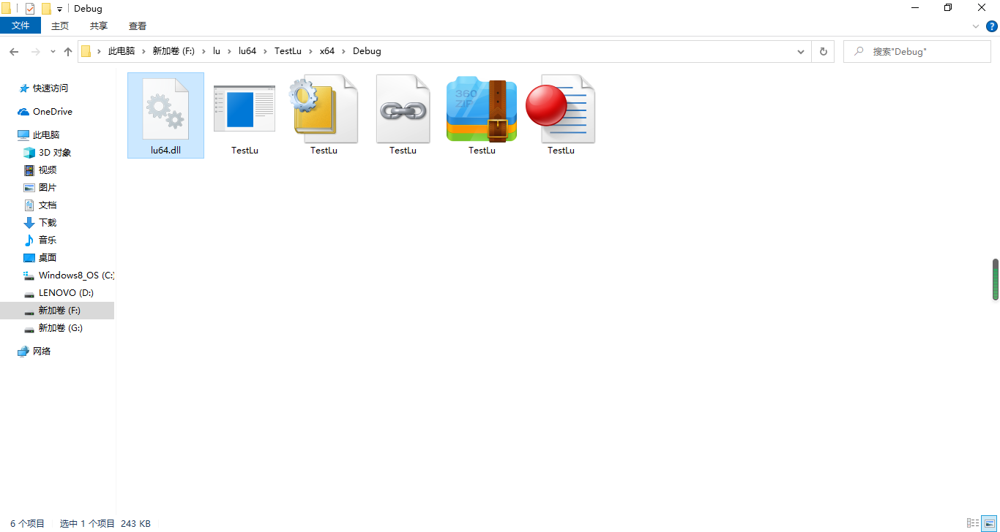 Debug
文件 主页 共享 查看
此电脑 新加卷 (F:) lu lu64 TestLu x64 Debug
搜索"Debug"
快速访问
OneDrive
此电脑
3D 对象
视频
图片
文档
下载
音乐
桌面
Windows8_OS (C:)
LENOVO (D:)
新加卷 (F:)
新加卷 (G:)
网络
360
ZIP
lu64.dll TestLu TestLu TestLu TestLu TestLu
6 个项目 选中 1 个项目 243 KB